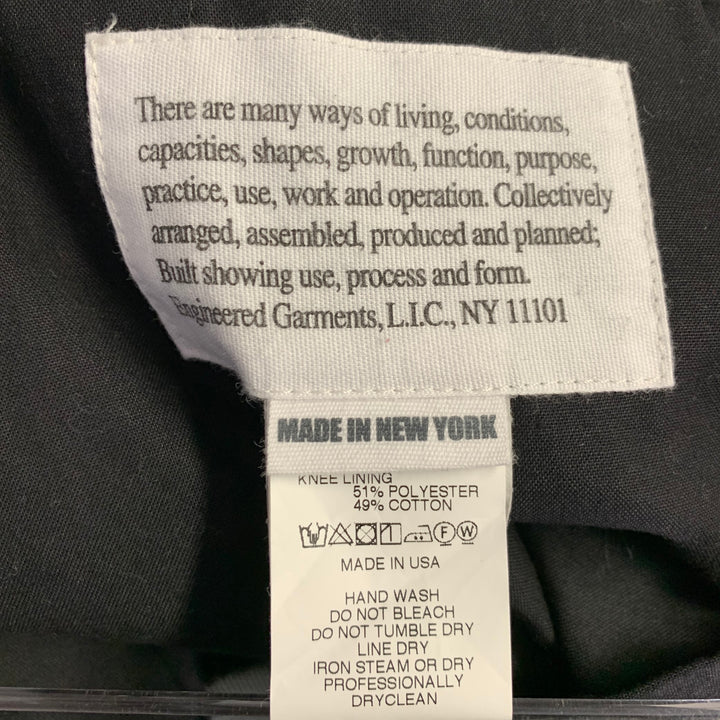 There are many ways of living, conditions,
capacities, shapes, growth, function, purpose,
practice, use, work and operation. Collectively
arranged, assembled, produced and planned;
Built showing use, process and form.
Engineered Garments, L.I.C., NY 11101
MADE IN NEW YORK
KNEE LINING
51% POLYESTER
49% COTTON
F W
MADE IN USA
HAND WASH
DO NOT BLEACH
DO NOT TUMBLE DRY
LINE DRY
IRON STEAM OR DRY
PROFESSIONALLY
DRYCLEAN